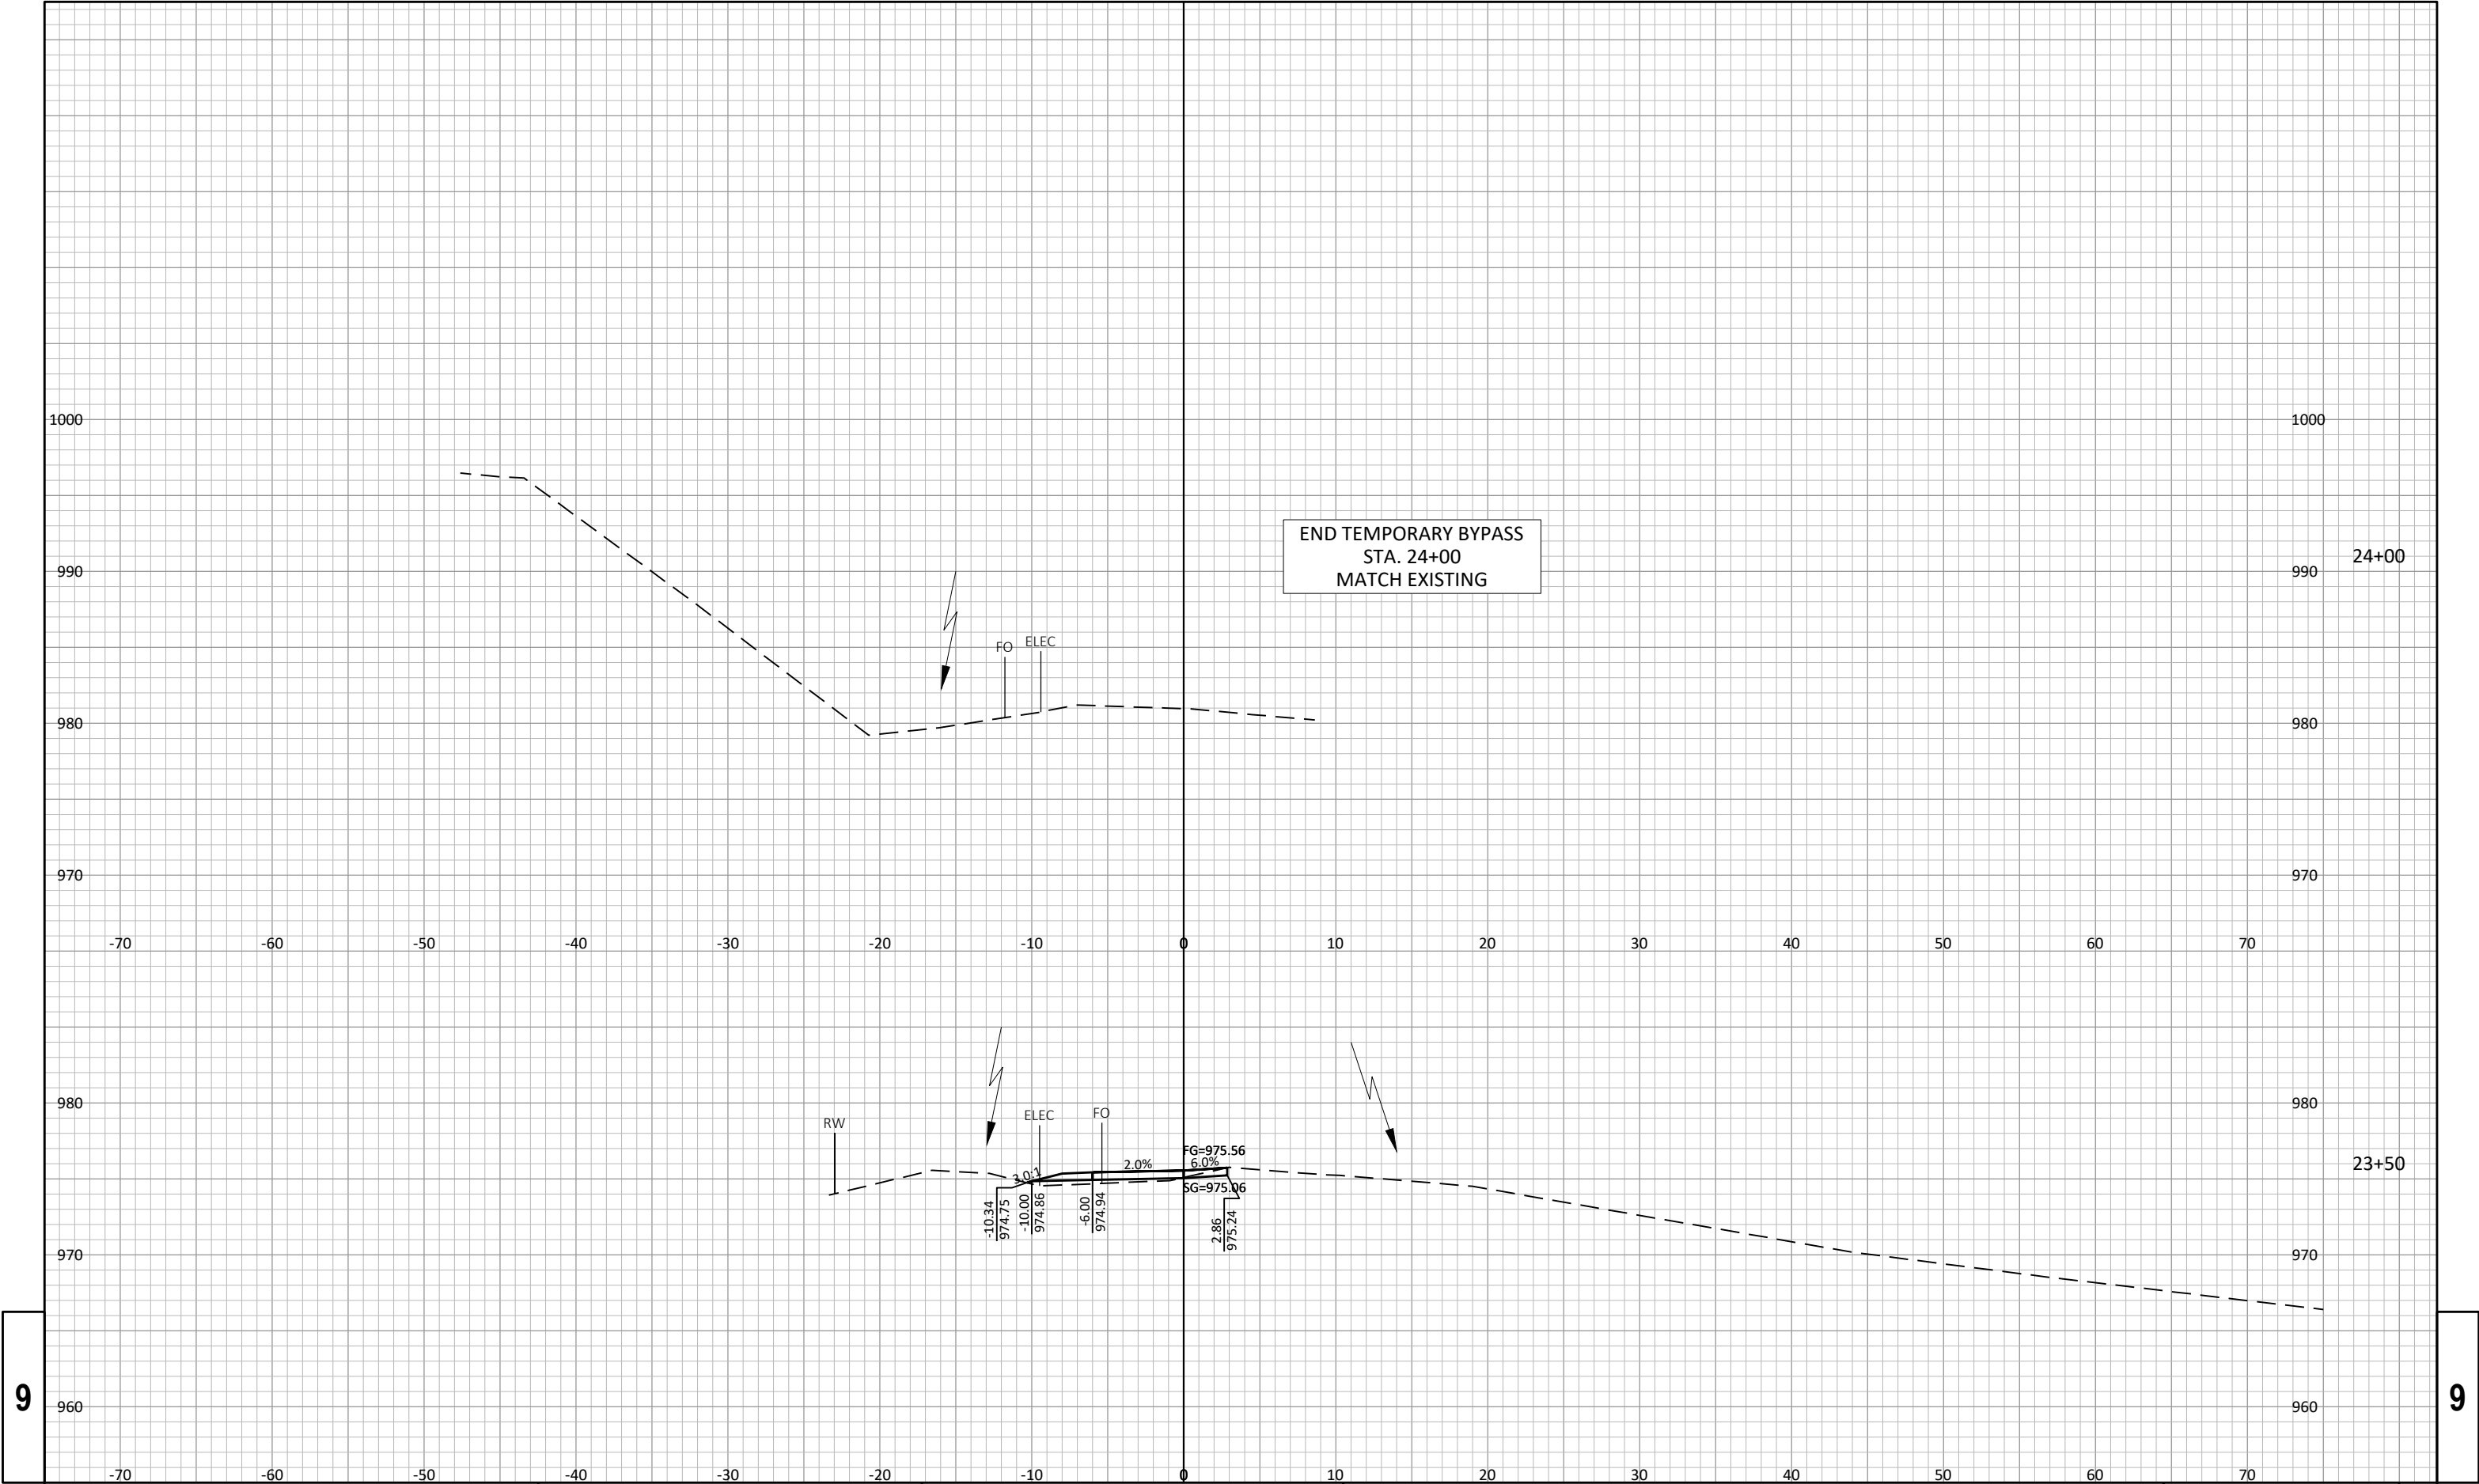 1000 1000
END TEMPORARY BYPASS
STA. 24+00
MATCH EXISTING
24+00
990 990
FO ELEC
980 980
970 970
-70 -60 -50 -40 -30 -20 -10 0 10 20 30 40 50 60 70
980 980
RW ELEC FO
FG=975.56
3.0:1 2.0% 6.0%
23+50
SG=975.06
-10.34
974.75
-10.00
974.86
-6.00
974.94
2.86
975.24
970 970
9 9
960 960
-70 -60 -50 -40 -30 -20 -10 0 10 20 30 40 50 60 70